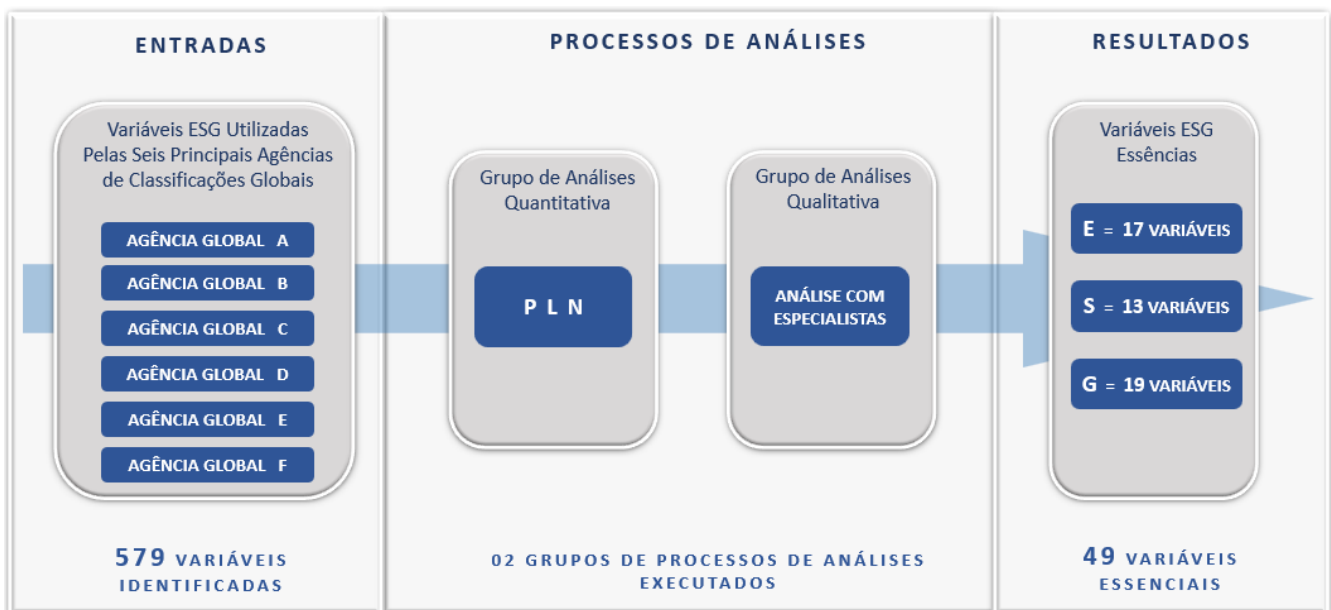 ENTRADAS
Variáveis ESG Utilizadas
Pelas Seis Principais Agências
de Classificações Globais
AGÊNCIA GLOBAL A
AGÊNCIA GLOBAL B
AGÊNCIA GLOBAL C
AGÊNCIA GLOBAL D
AGÊNCIA GLOBAL E
AGÊNCIA GLOBAL F
579 VARIÁVEIS
IDENTIFICADAS
PROCESSOS DE ANÁLISES
Grupo de Análises
Quantitativa
PLN
Grupo de Análises
Qualitativa
ANÁLISE COM
ESPECIALISTAS
02 GRUPOS DE PROCESSOS DE ANÁLISES
EXECUTADOS
RESULTADOS
Variáveis ESG
Essências
E = 17 VARIÁVEIS
S = 13 VARIÁVEIS
G = 19 VARIÁVEIS
49 VARIÁVEIS
ESSENCIAIS